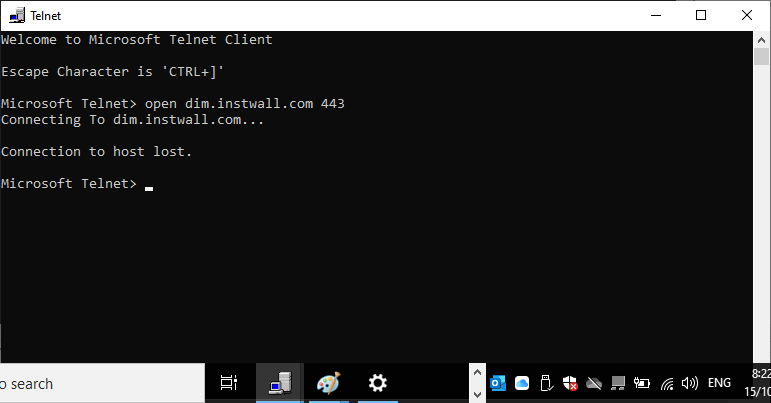 Telnet
Welcome to Microsoft Telnet Client
Escape Character is 'CTRL+]'
Microsoft Telnet> open dim.instwall.com 443
Connecting To dim.instwall.com...
Connection to host lost.
Microsoft Telnet>
o search
ENG
8:22
15/10